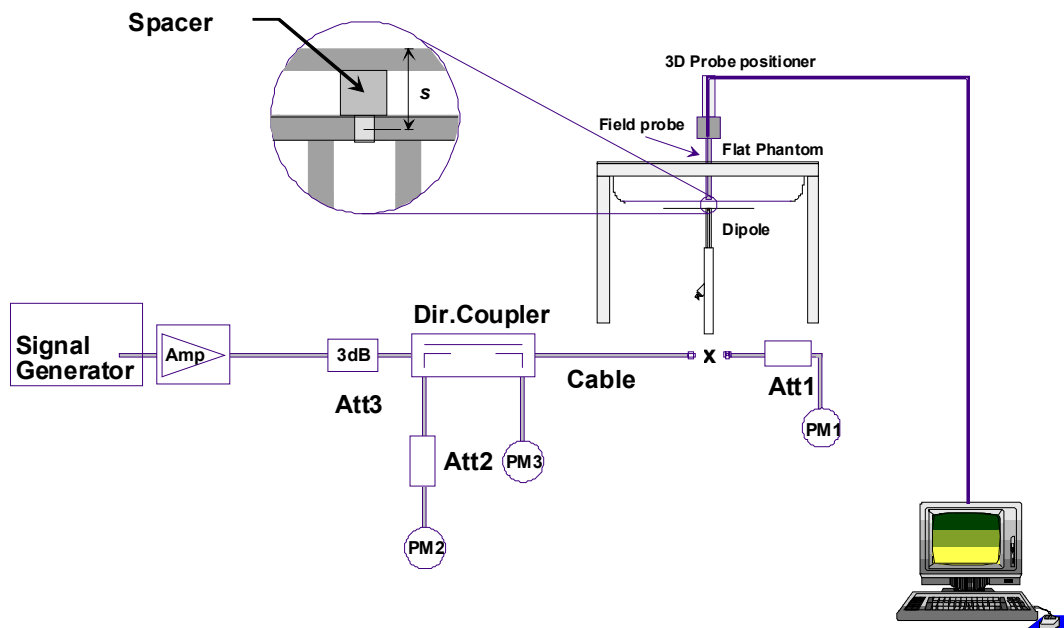 Spacer
s
3D Probe positioner
Field probe
Flat Phantom
Dipole
Signal
Generator
Amp
3dB
Att3
Dir.Coupler
Cable
x
Att1
PM1
Att2
PM3
PM2